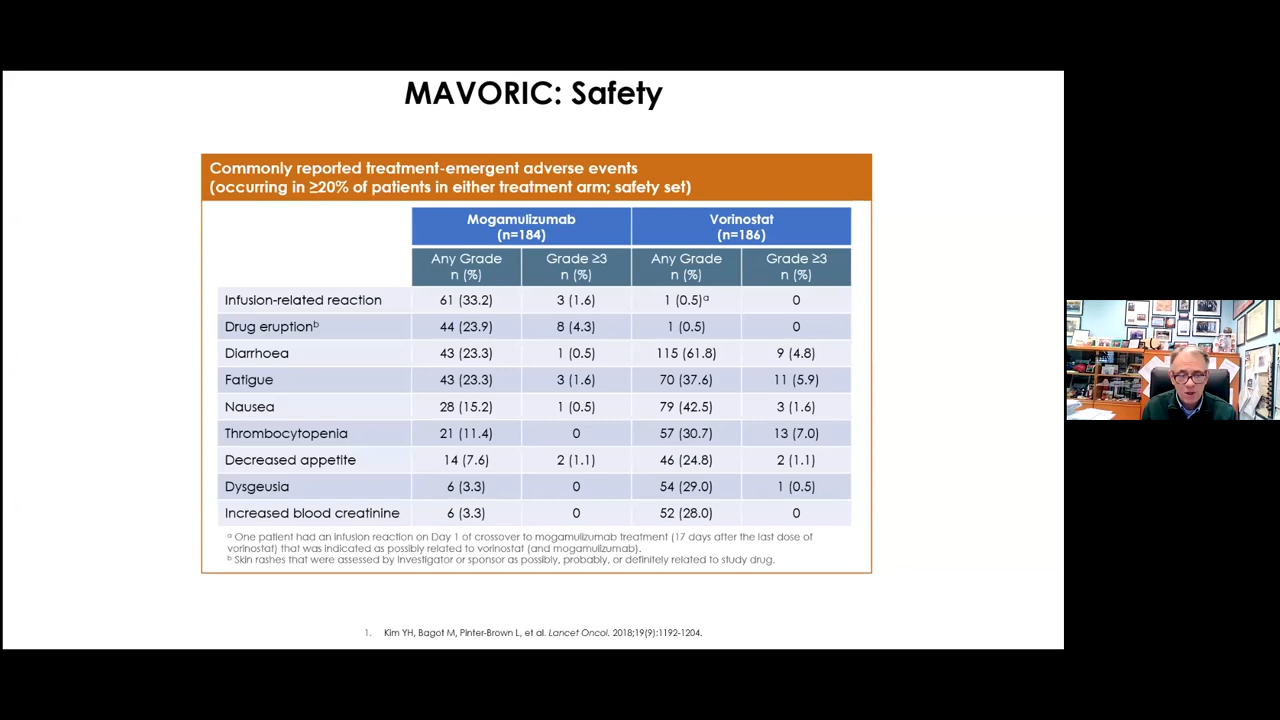 MAVORIC: Safety
Commonly reported treatment-emergent adverse events
(occurring in ≥20% of patients in either treatment arm; safety set)
Mogamulizumab
(n=184)
Vorinostat
(n=186)
Any Grade
n (%)
Grade ≥3
n (%)
Any Grade
n (%)
Grade ≥3
n (%)
Infusion-related reaction 61 (33.2) 3 (1.6) 1 (0.5)ᵃ 0
Drug eruptionᵇ 44 (23.9) 8 (4.3) 1 (0.5) 0
Diarrhoea 43 (23.3) 1 (0.5) 115 (61.8) 9 (4.8)
Fatigue 43 (23.3) 3 (1.6) 70 (37.6) 11 (5.9)
Nausea 28 (15.2) 1 (0.5) 79 (42.5) 3 (1.6)
Thrombocytopenia 21 (11.4) 0 57 (30.7) 13 (7.0)
Decreased appetite 14 (7.6) 2 (1.1) 46 (24.8) 2 (1.1)
Dysgeusia 6 (3.3) 0 54 (29.0) 1 (0.5)
Increased blood creatinine 6 (3.3) 0 52 (28.0) 0
ᵃ One patient had an infusion reaction on Day 1 of crossover to mogamulizumab treatment (17 days after the last dose of
vorinostat) that was indicated as possibly related to vorinostat (and mogamulizumab).
ᵇ Skin rashes that were assessed by investigator or sponsor as possibly, probably, or definitely related to study drug.
1. Kim YH, Bagot M, Pinter-Brown L, et al. Lancet Oncol. 2018;19(9):1192-1204.